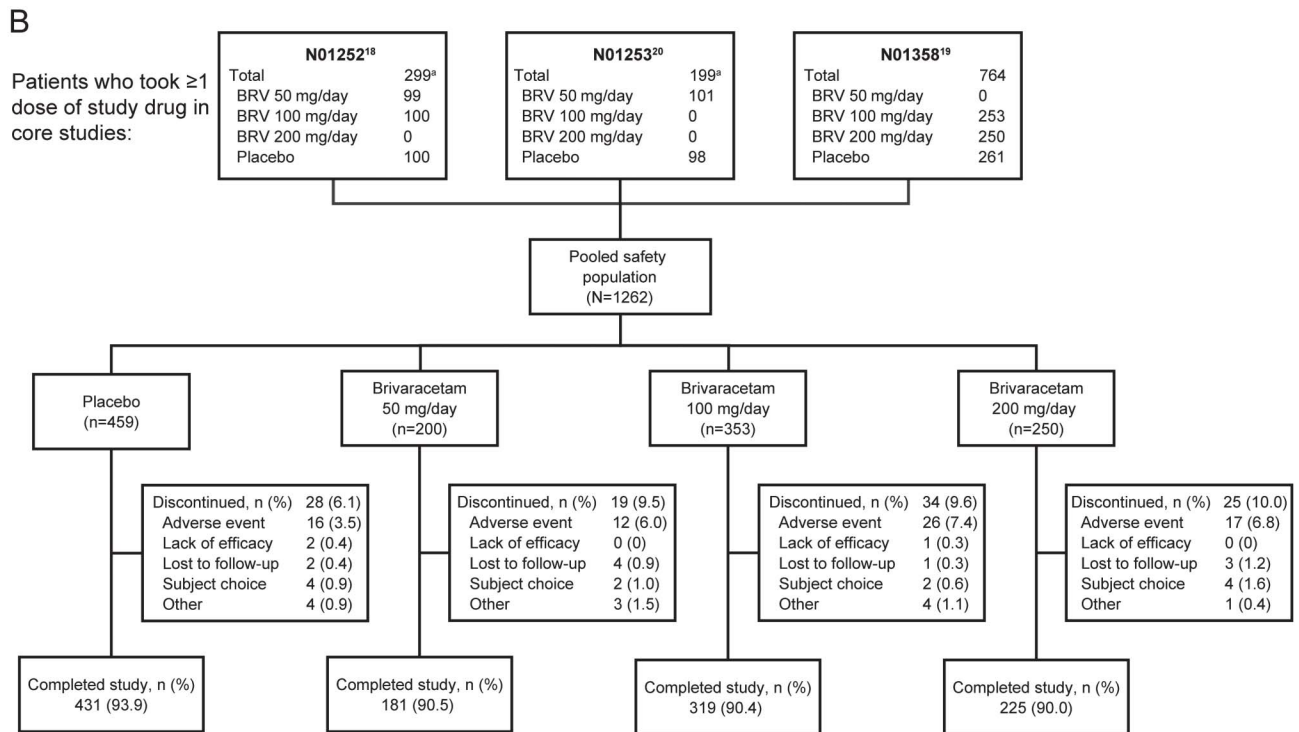 B
Patients who took ≥1
dose of study drug in
core studies:
N01252¹⁸
Total 299ᵃ
BRV 50 mg/day 99
BRV 100 mg/day 100
BRV 200 mg/day 0
Placebo 100
N01253²⁰
Total 199ᵃ
BRV 50 mg/day 101
BRV 100 mg/day 0
BRV 200 mg/day 0
Placebo 98
N01358¹⁹
Total 764
BRV 50 mg/day 0
BRV 100 mg/day 253
BRV 200 mg/day 250
Placebo 261
Pooled safety
population
(N=1262)
Placebo
(n=459)
Brivaracetam
50 mg/day
(n=200)
Brivaracetam
100 mg/day
(n=353)
Brivaracetam
200 mg/day
(n=250)
Discontinued, n (%) 28 (6.1)
Adverse event 16 (3.5)
Lack of efficacy 2 (0.4)
Lost to follow-up 2 (0.4)
Subject choice 4 (0.9)
Other 4 (0.9)
Discontinued, n (%) 19 (9.5)
Adverse event 12 (6.0)
Lack of efficacy 0 (0)
Lost to follow-up 4 (0.9)
Subject choice 2 (1.0)
Other 3 (1.5)
Discontinued, n (%) 34 (9.6)
Adverse event 26 (7.4)
Lack of efficacy 1 (0.3)
Lost to follow-up 1 (0.3)
Subject choice 2 (0.6)
Other 4 (1.1)
Discontinued, n (%) 25 (10.0)
Adverse event 17 (6.8)
Lack of efficacy 0 (0)
Lost to follow-up 3 (1.2)
Subject choice 4 (1.6)
Other 1 (0.4)
Completed study, n (%)
431 (93.9)
Completed study, n (%)
181 (90.5)
Completed study, n (%)
319 (90.4)
Completed study, n (%)
225 (90.0)